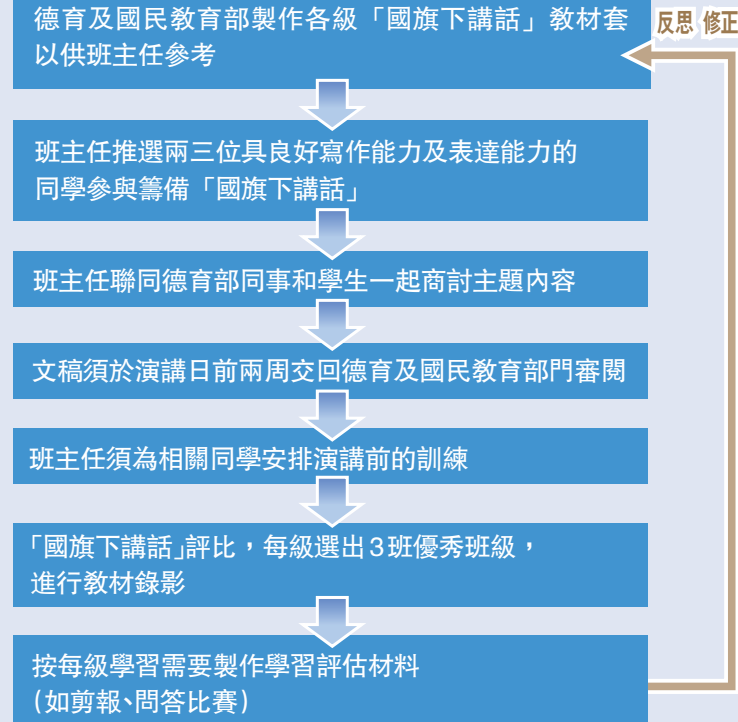 德育及國民教育部製作各級「國旗下講話」教材套
以供班主任參考
反思 修正
班主任推選兩三位具良好寫作能力及表達能力的
同學參與籌備「國旗下講話」
班主任聯同德育部同事和學生一起商討主題內容
文稿須於演講日前兩周交回德育及國民教育部門審閱
班主任須為相關同學安排演講前的訓練
「國旗下講話」評比，每級選出3班優秀班級，
進行教材錄影
按每級學習需要製作學習評估材料
(如剪報、問答比賽)